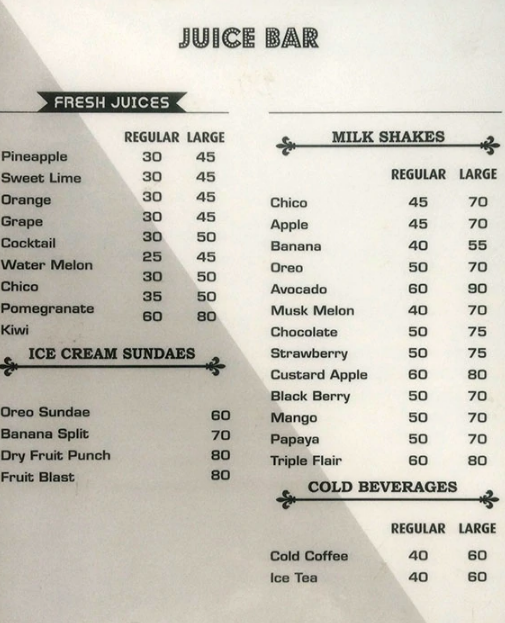 JUICE BAR
FRESH JUICES
REGULAR LARGE
Pineapple 30 45
Sweet Lime 30 45
Orange 30 45
Grape 30 45
Cocktail 30 50
Water Melon 25 45
Chico 30 50
Pomegranate 35 50
Kiwi 60 80
ICE CREAM SUNDAES
Oreo Sundae 60
Banana Split 70
Dry Fruit Punch 80
Fruit Blast 80
MILK SHAKES
REGULAR LARGE
Chico 45 70
Apple 45 70
Banana 40 55
Oreo 50 70
Avocado 60 90
Musk Melon 40 70
Chocolate 50 75
Strawberry 50 75
Custard Apple 60 80
Black Berry 50 70
Mango 50 70
Papaya 50 70
Triple Flair 60 80
COLD BEVERAGES
REGULAR LARGE
Cold Coffee 40 60
Ice Tea 40 60